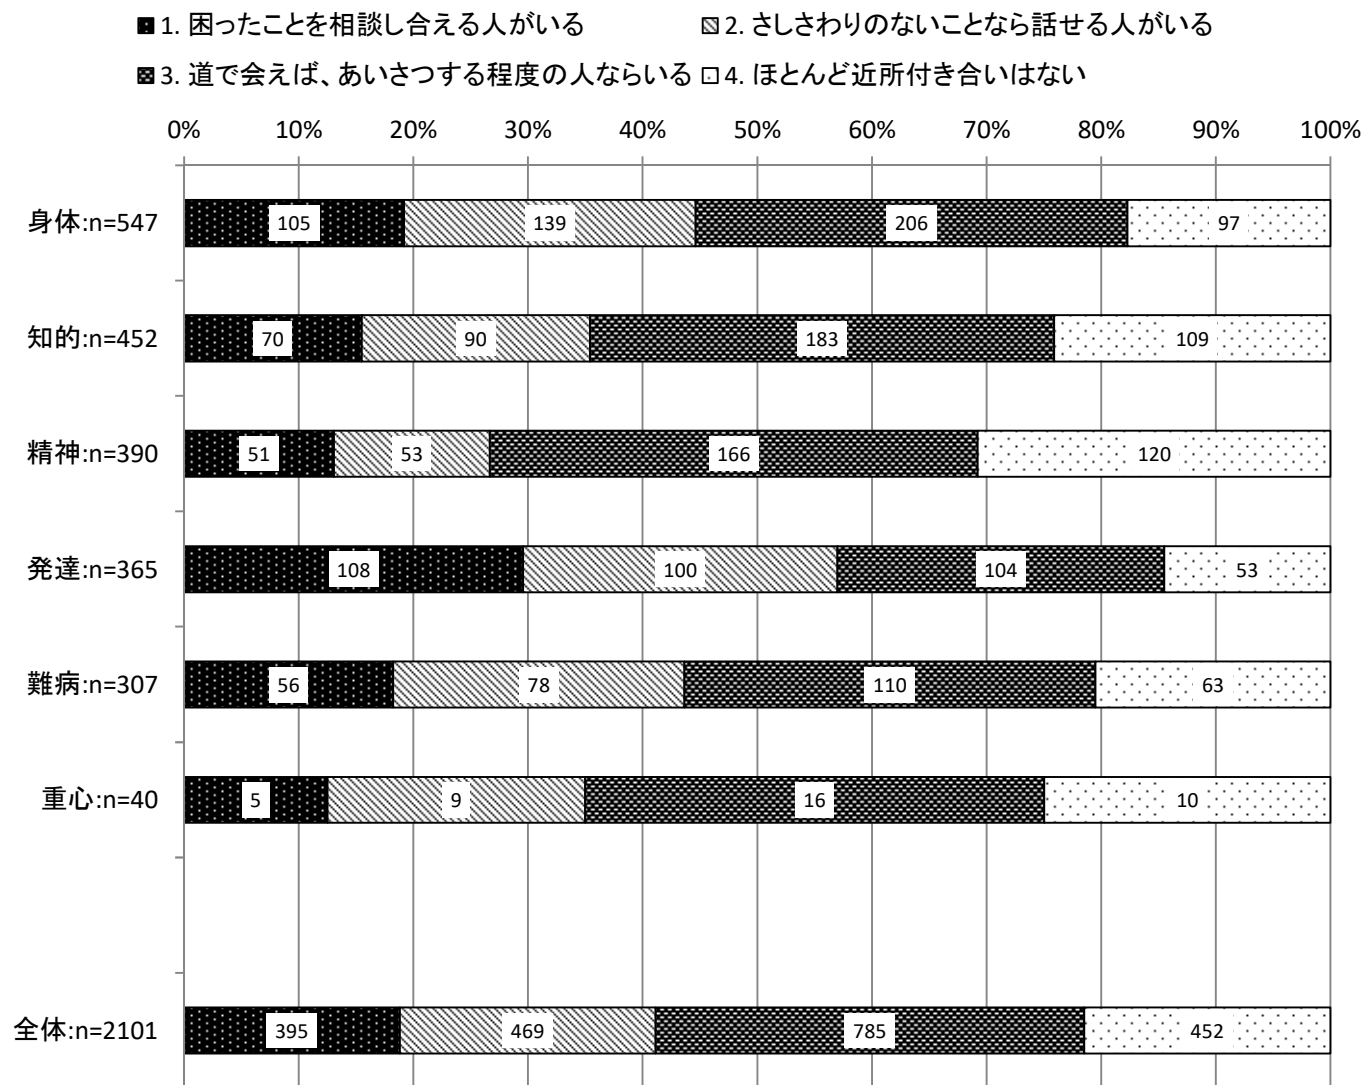 1. 困ったことを相談し合える人がいる 2. さしさわりのないことなら話せる人がいる
3. 道で会えば、あいさつする程度の人ならいる 4. ほとんど近所付き合いはない
0% 10% 20% 30% 40% 50% 60% 70% 80% 90% 100%
身体:n=547 105 139 206 97
知的:n=452 70 90 183 109
精神:n=390 51 53 166 120
発達:n=365 108 100 104 53
難病:n=307 56 78 110 63
重心:n=40 5 9 16 10
全体:n=2101 395 469 785 452